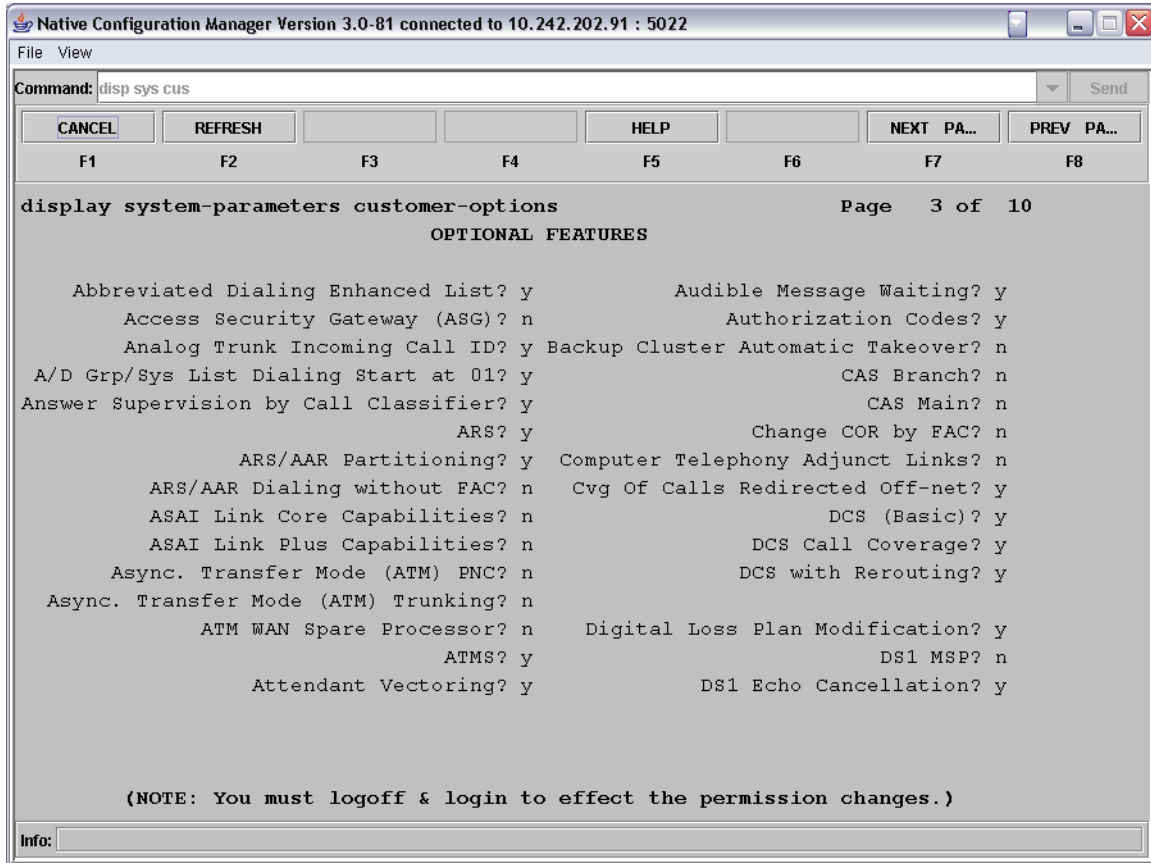 Native Configuration Manager Version 3.0-81 connected to 10.242.202.91 : 5022
File View
Command: disp sys cus Send
CANCEL REFRESH HELP NEXT PA... PREV PA...
F1 F2 F3 F4 F5 F6 F7 F8
display system-parameters customer-options Page 3 of 10
OPTIONAL FEATURES
Abbreviated Dialing Enhanced List? y Audible Message Waiting? y
Access Security Gateway (ASG)? n Authorization Codes? y
Analog Trunk Incoming Call ID? y Backup Cluster Automatic Takeover? n
A/D Grp/Sys List Dialing Start at 01? y CAS Branch? n
Answer Supervision by Call Classifier? y CAS Main? n
ARS? y Change COR by FAC? n
ARS/AAR Partitioning? y Computer Telephony Adjunct Links? n
ARS/AAR Dialing without FAC? n Cvg Of Calls Redirected Off-net? y
ASAI Link Core Capabilities? n DCS (Basic)? y
ASAI Link Plus Capabilities? n DCS Call Coverage? y
Async. Transfer Mode (ATM) PNC? n DCS with Rerouting? y
Async. Transfer Mode (ATM) Trunking? n
ATM WAN Spare Processor? n Digital Loss Plan Modification? y
ATMS? y DS1 MSP? n
Attendant Vectoring? y DS1 Echo Cancellation? y
(NOTE: You must logoff & login to effect the permission changes.)
Info: